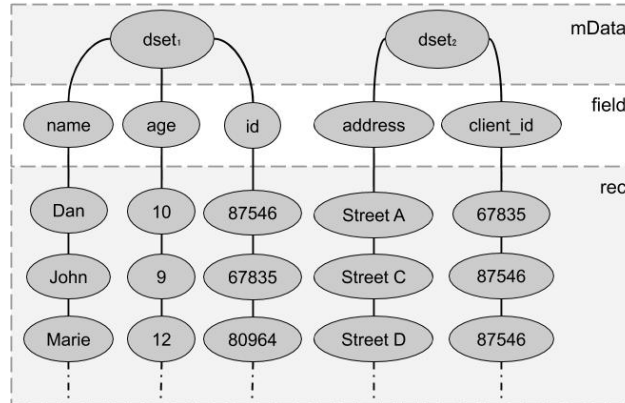 dset₁ dset₂ mData
name age id address client_id field
Dan 10 87546 Street A 67835 rec
John 9 67835 Street C 87546
Marie 12 80964 Street D 87546